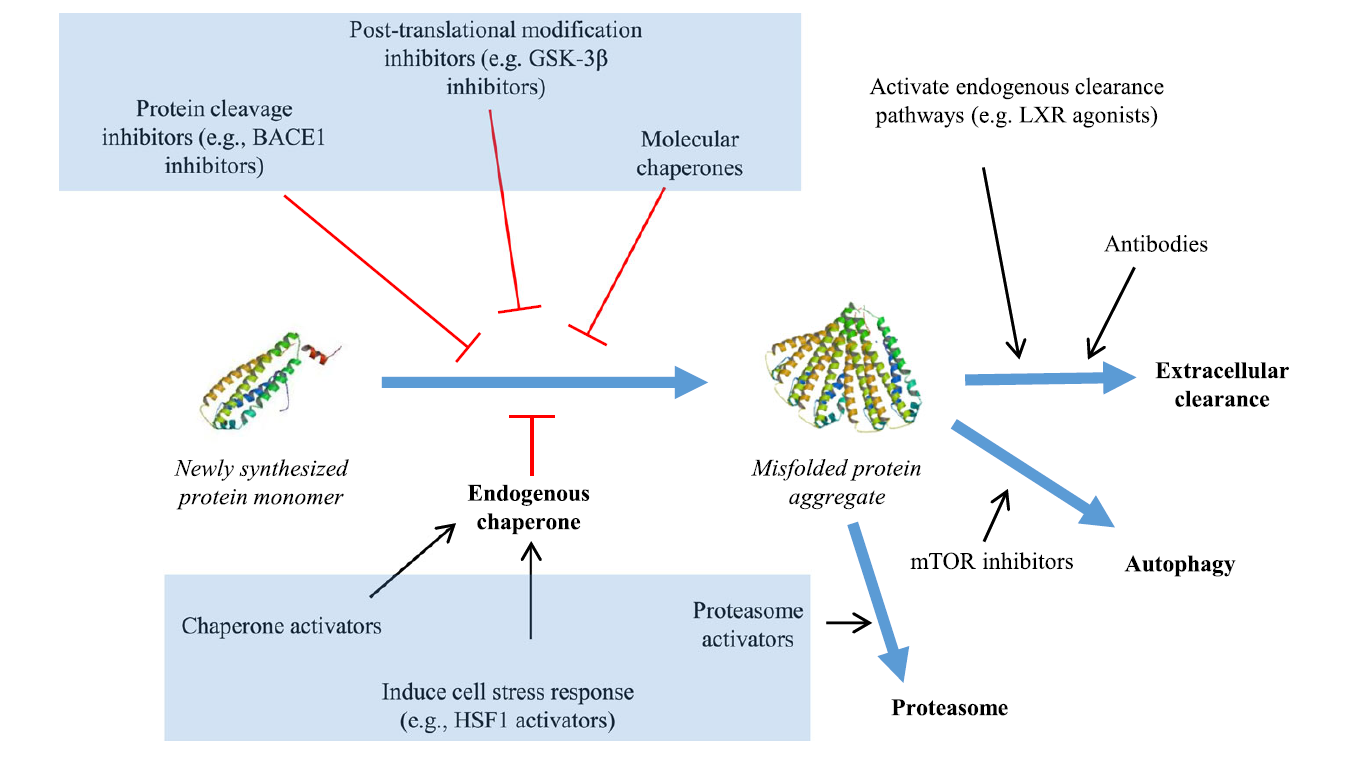 Post-translational modification
inhibitors (e.g. GSK-3β
inhibitors)
Protein cleavage
inhibitors (e.g., BACE1
inhibitors)
Molecular
chaperones
Activate endogenous clearance
pathways (e.g. LXR agonists)
Antibodies
Extracellular
clearance
Newly synthesized
protein monomer
Misfolded protein
aggregate
Endogenous
chaperone
mTOR inhibitors
Autophagy
Chaperone activators
Proteasome
activators
Induce cell stress response
(e.g., HSF1 activators)
Proteasome